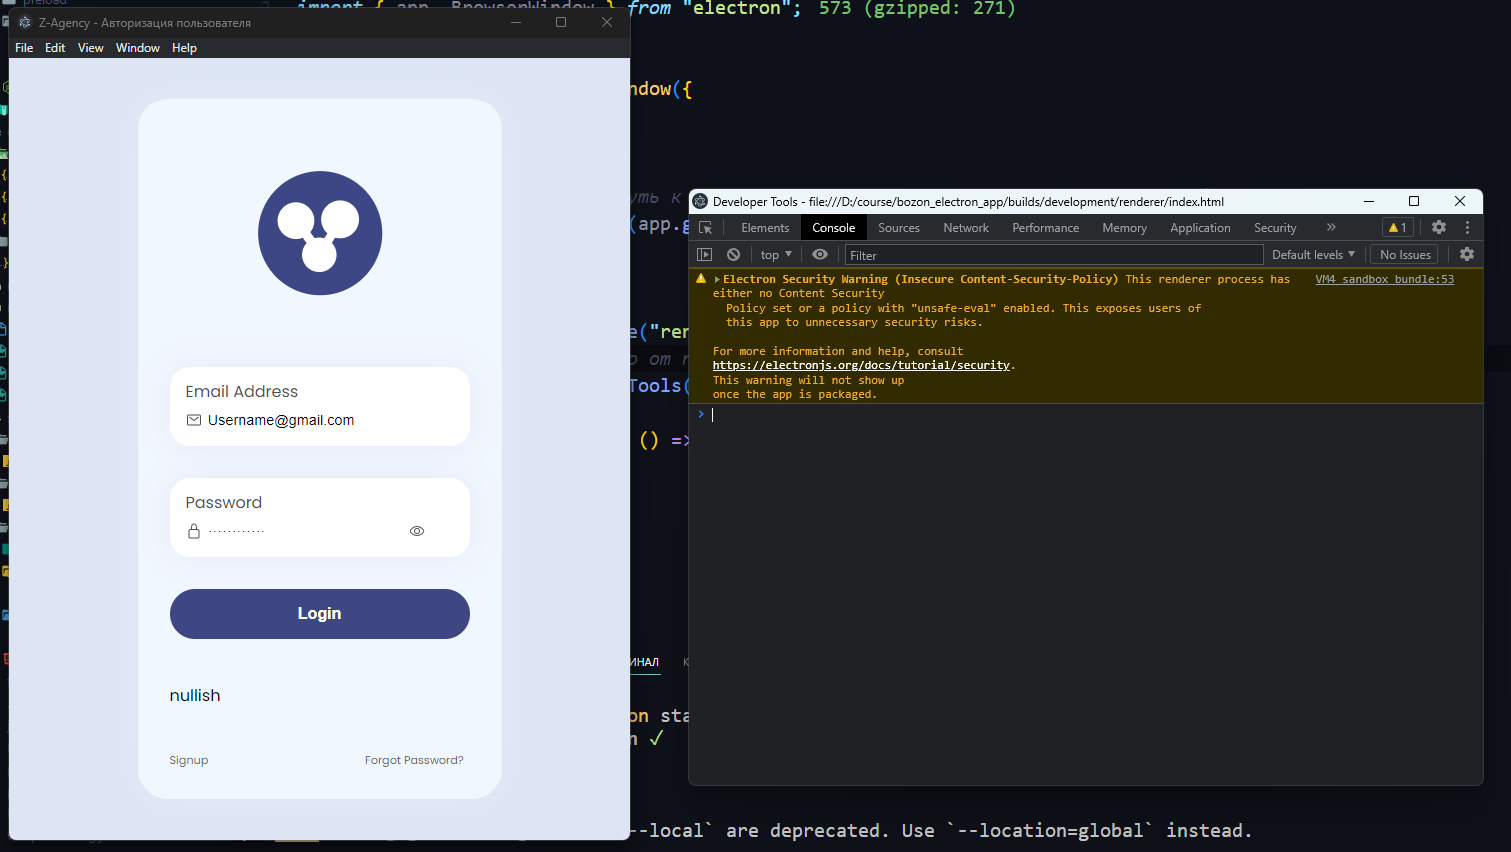 preload
import { app, BrowserWindow } from "electron"; 573 (gzipped: 271)
Z-Agency - Авторизация пользователя
File Edit View Window Help
ndow({
уть к
(app.g
e("ren
о от п
Tools(
() =>
Email Address
Username@gmail.com
Password
············
Login
nullish
Signup Forgot Password?
Developer Tools - file:///D:/course/bozon_electron_app/builds/development/renderer/index.html
Elements Console Sources Network Performance Memory Application Security » 1
top Filter Default levels No Issues
Electron Security Warning (Insecure Content-Security-Policy) This renderer process has VM4 sandbox_bundle:53
either no Content Security
Policy set or a policy with "unsafe-eval" enabled. This exposes users of
this app to unnecessary security risks.
For more information and help, consult
https://electronjs.org/docs/tutorial/security.
This warning will not show up
once the app is packaged.
ИНАЛ К
on sta
n ✓
--local` are deprecated. Use `--location=global` instead.